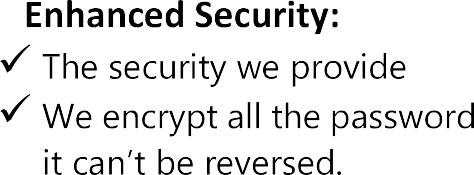 Enhanced Security:
✓ The security we provide
✓ We encrypt all the password
it can't be reversed.